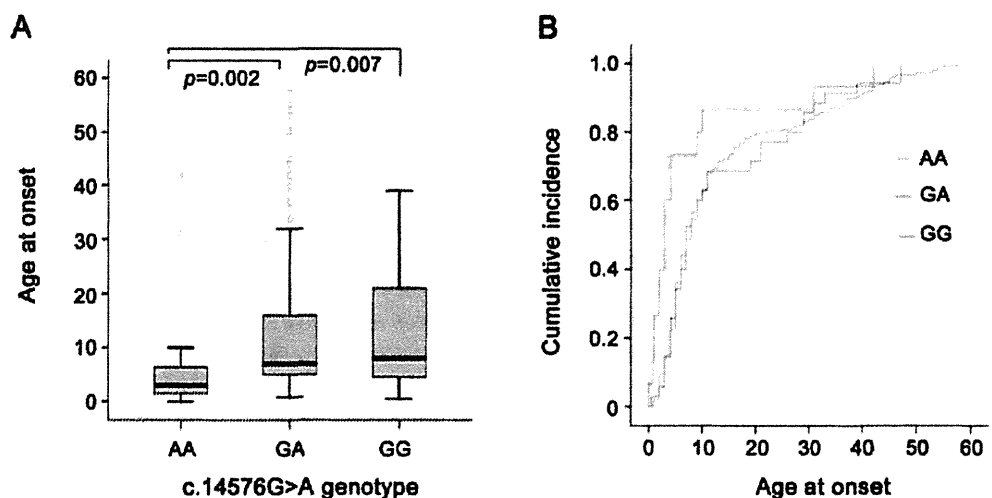 A
p=0.002
p=0.007
Age at onset
60
50
40
30
20
10
0
AA
GA
GG
c.14576G>A genotype
B
Cumulative incidence
1.0
0.8
0.6
0.4
0.2
0
AA
GA
GG
0
10
20
30
40
50
60
Age at onset